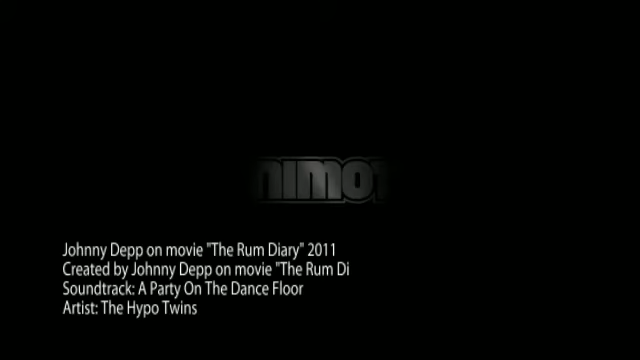 nimot
Johnny Depp on movie "The Rum Diary" 2011
Created by Johnny Depp on movie "The Rum Di
Soundtrack: A Party On The Dance Floor
Artist: The Hypo Twins